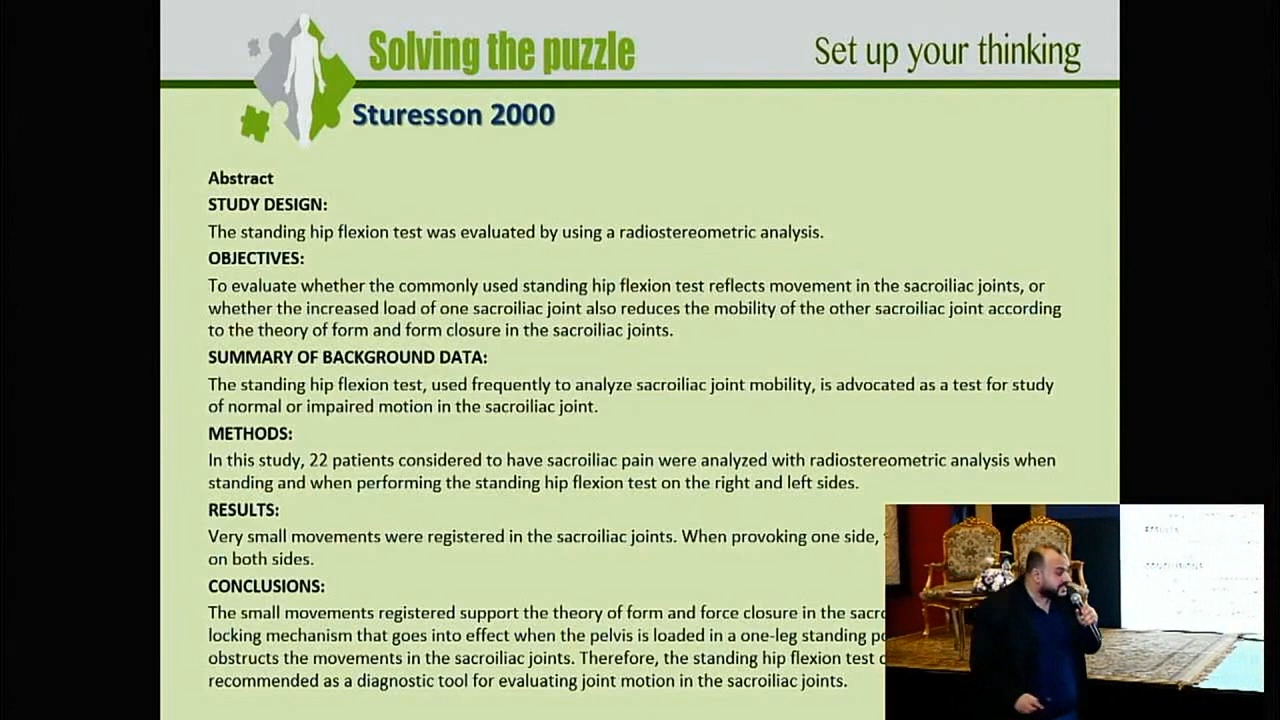 Solving the puzzle
Set up your thinking
Sturesson 2000
Abstract
STUDY DESIGN:
The standing hip flexion test was evaluated by using a radiostereometric analysis.
OBJECTIVES:
To evaluate whether the commonly used standing hip flexion test reflects movement in the sacroiliac joints, or
whether the increased load of one sacroiliac joint also reduces the mobility of the other sacroiliac joint according
to the theory of form and form closure in the sacroiliac joints.
SUMMARY OF BACKGROUND DATA:
The standing hip flexion test, used frequently to analyze sacroiliac joint mobility, is advocated as a test for study
of normal or impaired motion in the sacroiliac joint.
METHODS:
In this study, 22 patients considered to have sacroiliac pain were analyzed with radiostereometric analysis when
standing and when performing the standing hip flexion test on the right and left sides.
RESULTS:
Very small movements were registered in the sacroiliac joints. When provoking one side,
on both sides.
CONCLUSIONS:
The small movements registered support the theory of form and force closure in the
locking mechanism that goes into effect when the pelvis is loaded in a one-leg standing
obstructs the movements in the sacroiliac joints. Therefore, the standing hip flexion test
recommended as a diagnostic tool for evaluating joint motion in the sacroiliac joints.
RESULTS
CONCLUSIONS